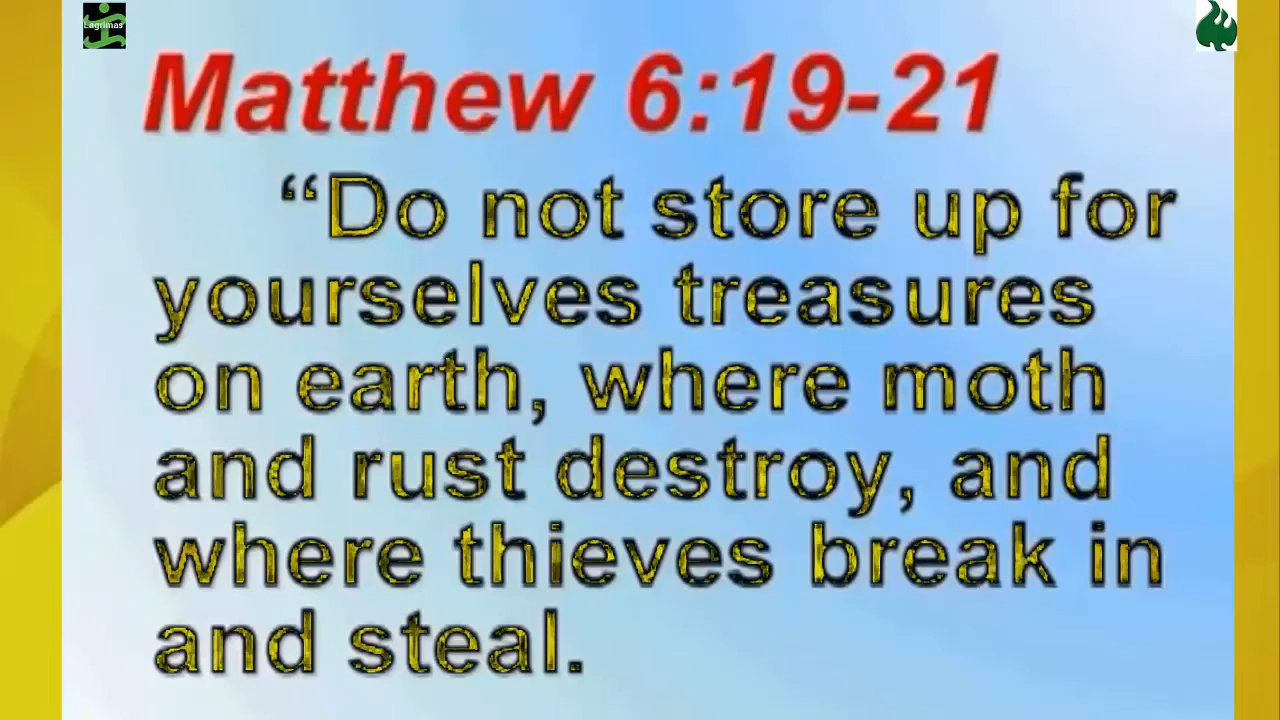 Lagrimas
Matthew 6:19-21
“Do not store up for
yourselves treasures
on earth, where moth
and rust destroy, and
where thieves break in
and steal.